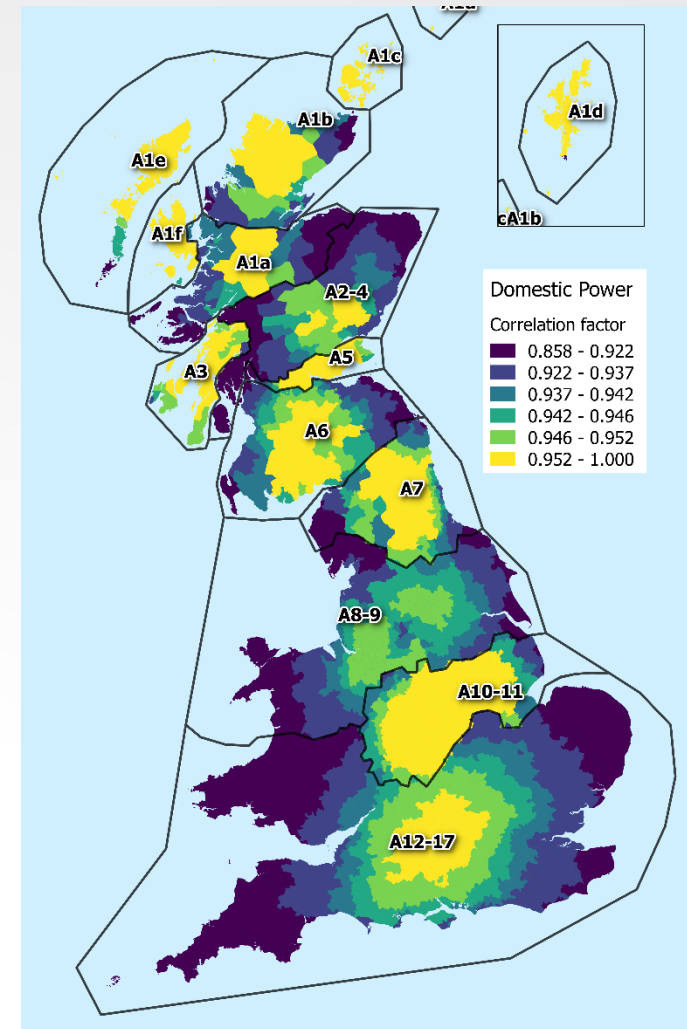 A1d
A1c
A1b
A1d
A1e
cA1b
A1f
A1a
A2-4
Domestic Power
Correlation factor
0.858 - 0.922
0.922 - 0.937
0.937 - 0.942
0.942 - 0.946
0.946 - 0.952
0.952 - 1.000
A5
A3
A6
A7
A8-9
A10-11
A12-17